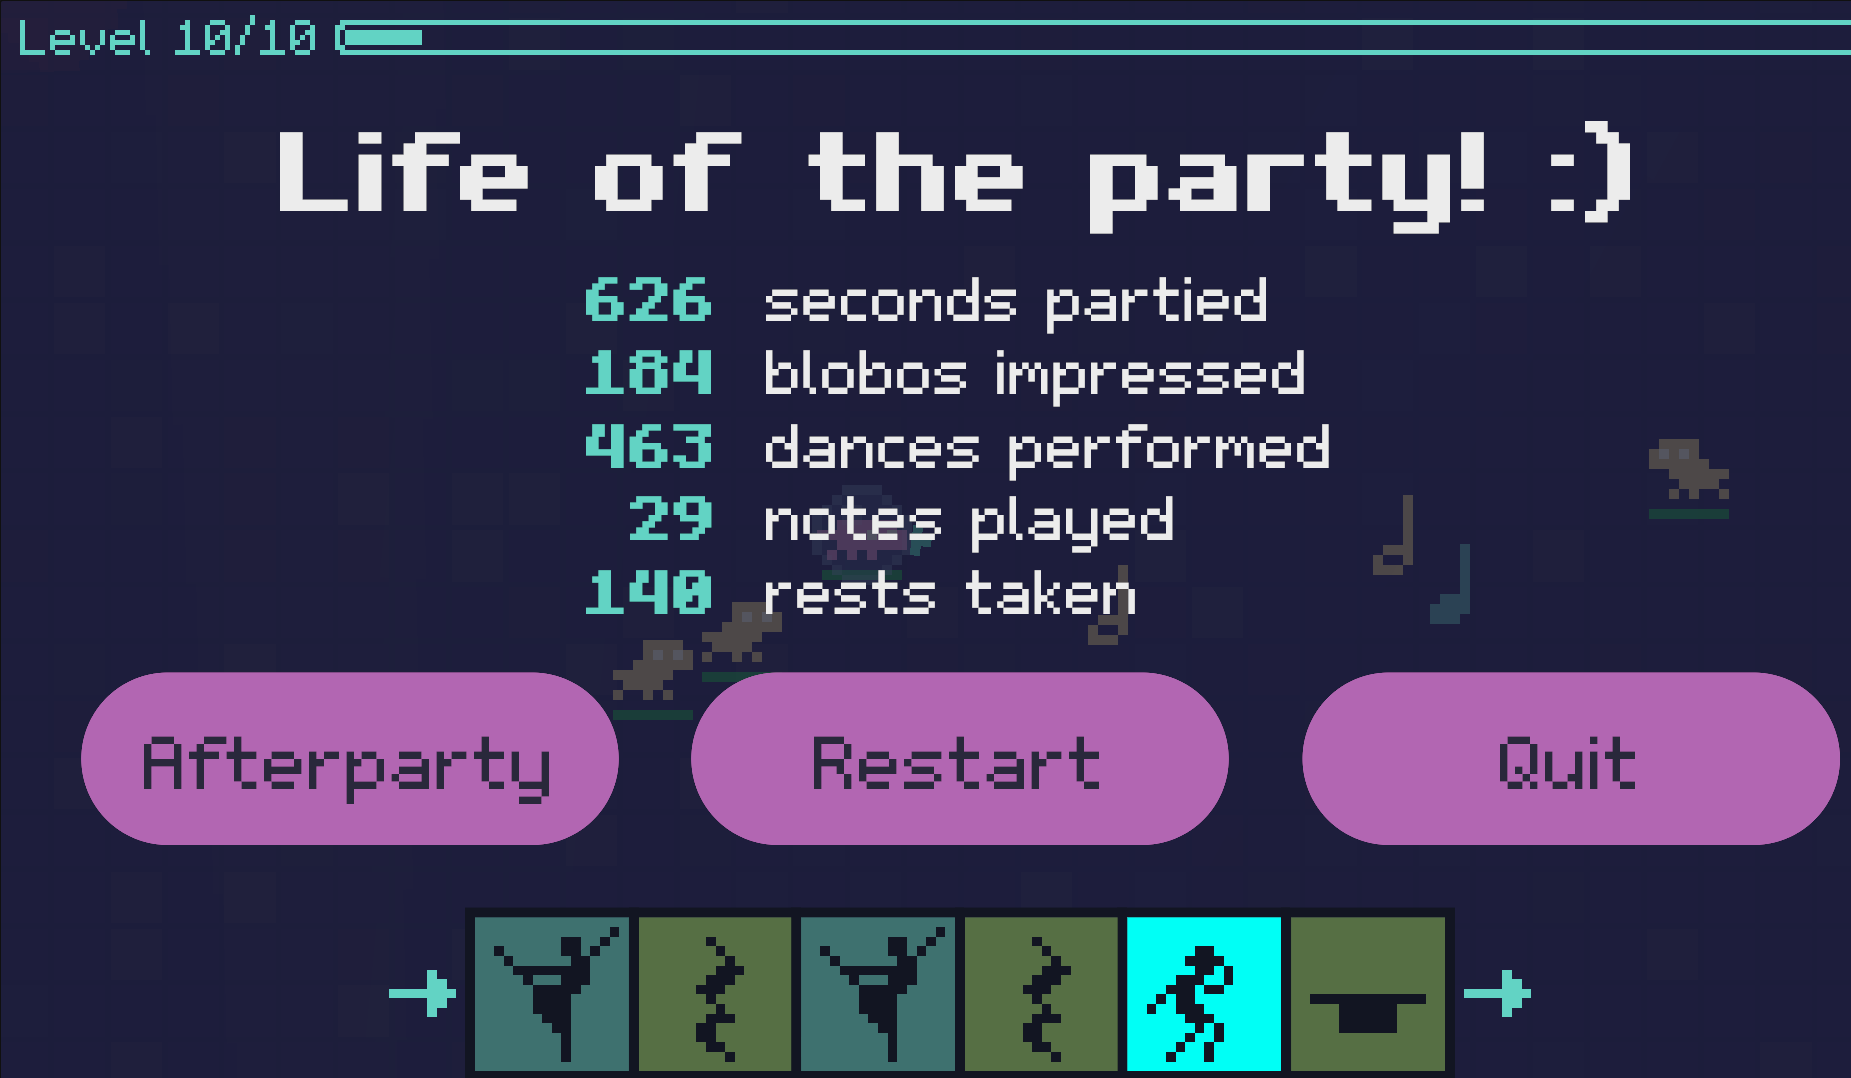 Level 10/10
Life of the party! :)
626 seconds partied
184 blobos impressed
463 dances performed
29 notes played
140 rests taken
Afterparty
Restart
Quit